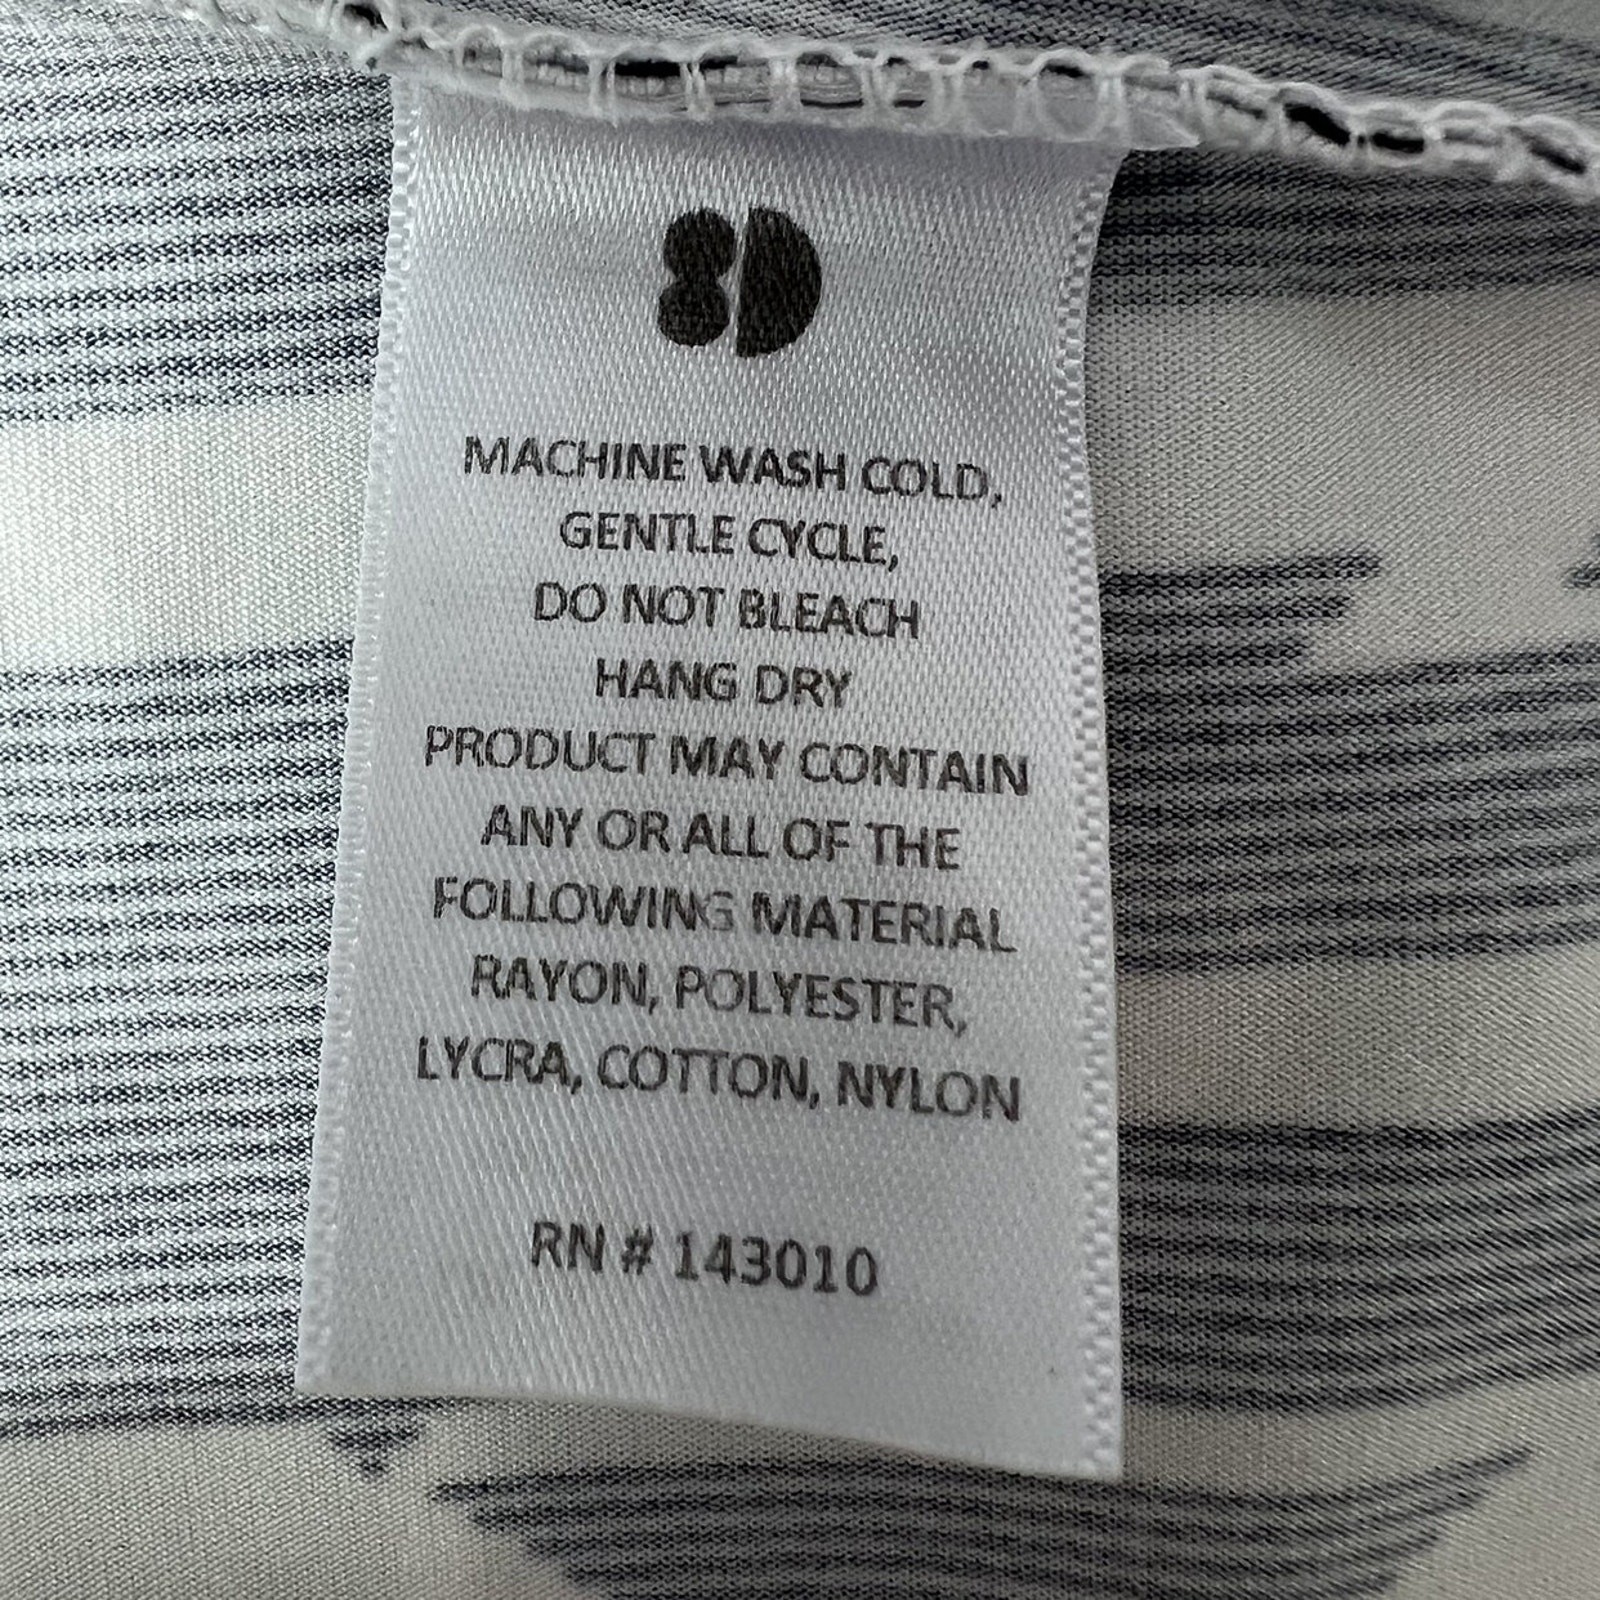 8D
MACHINE WASH COLD,
GENTLE CYCLE,
DO NOT BLEACH
HANG DRY
PRODUCT MAY CONTAIN
ANY OR ALL OF THE
FOLLOWING MATERIAL
RAYON, POLYESTER,
LYCRA, COTTON, NYLON
RN # 143010